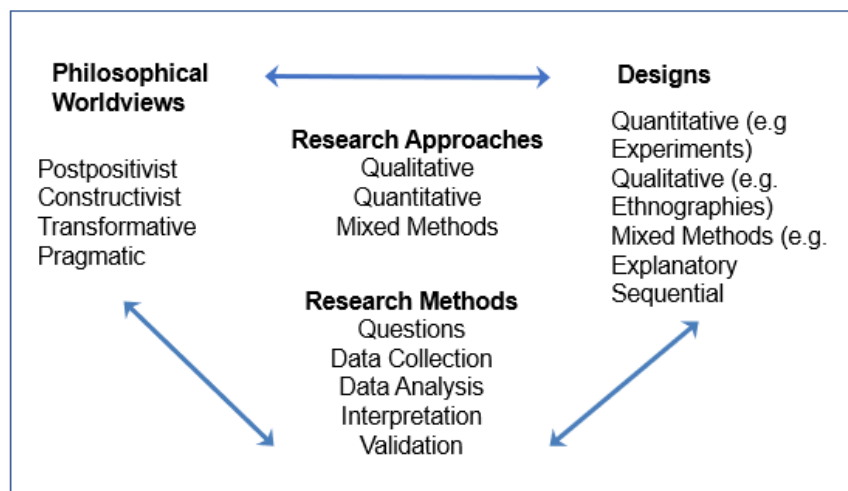 Philosophical
Worldviews
Postpositivist
Constructivist
Transformative
Pragmatic
Research Approaches
Qualitative
Quantitative
Mixed Methods
Research Methods
Questions
Data Collection
Data Analysis
Interpretation
Validation
Designs
Quantitative (e.g
Experiments)
Qualitative (e.g.
Ethnographies)
Mixed Methods (e.g.
Explanatory
Sequential